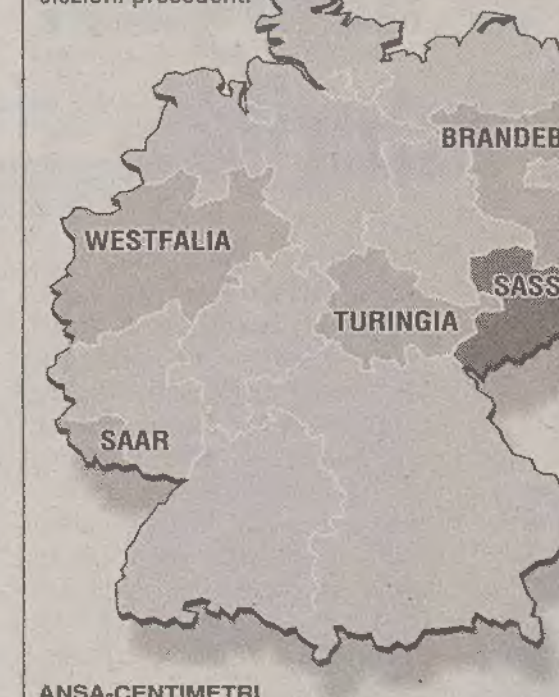 BRANDEB
WESTFALIA
SASS
TURINGIA
SAAR
ANSA-CENTIMETRI